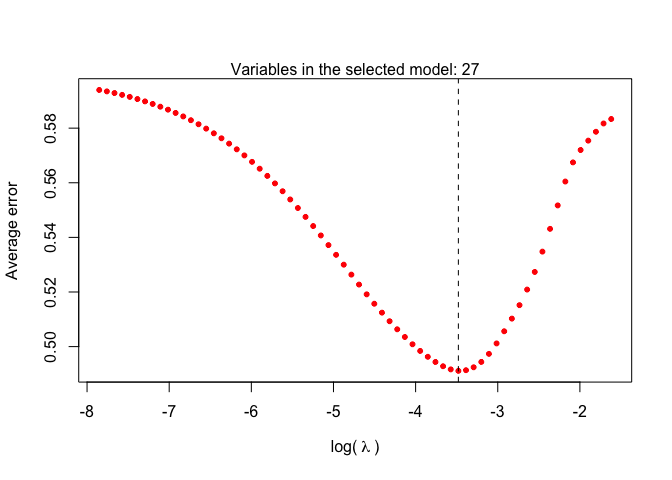 Variables in the selected model: 27
Average error
0.58
0.56
0.54
0.52
0.50
-8 -7 -6 -5 -4 -3 -2
log( λ )